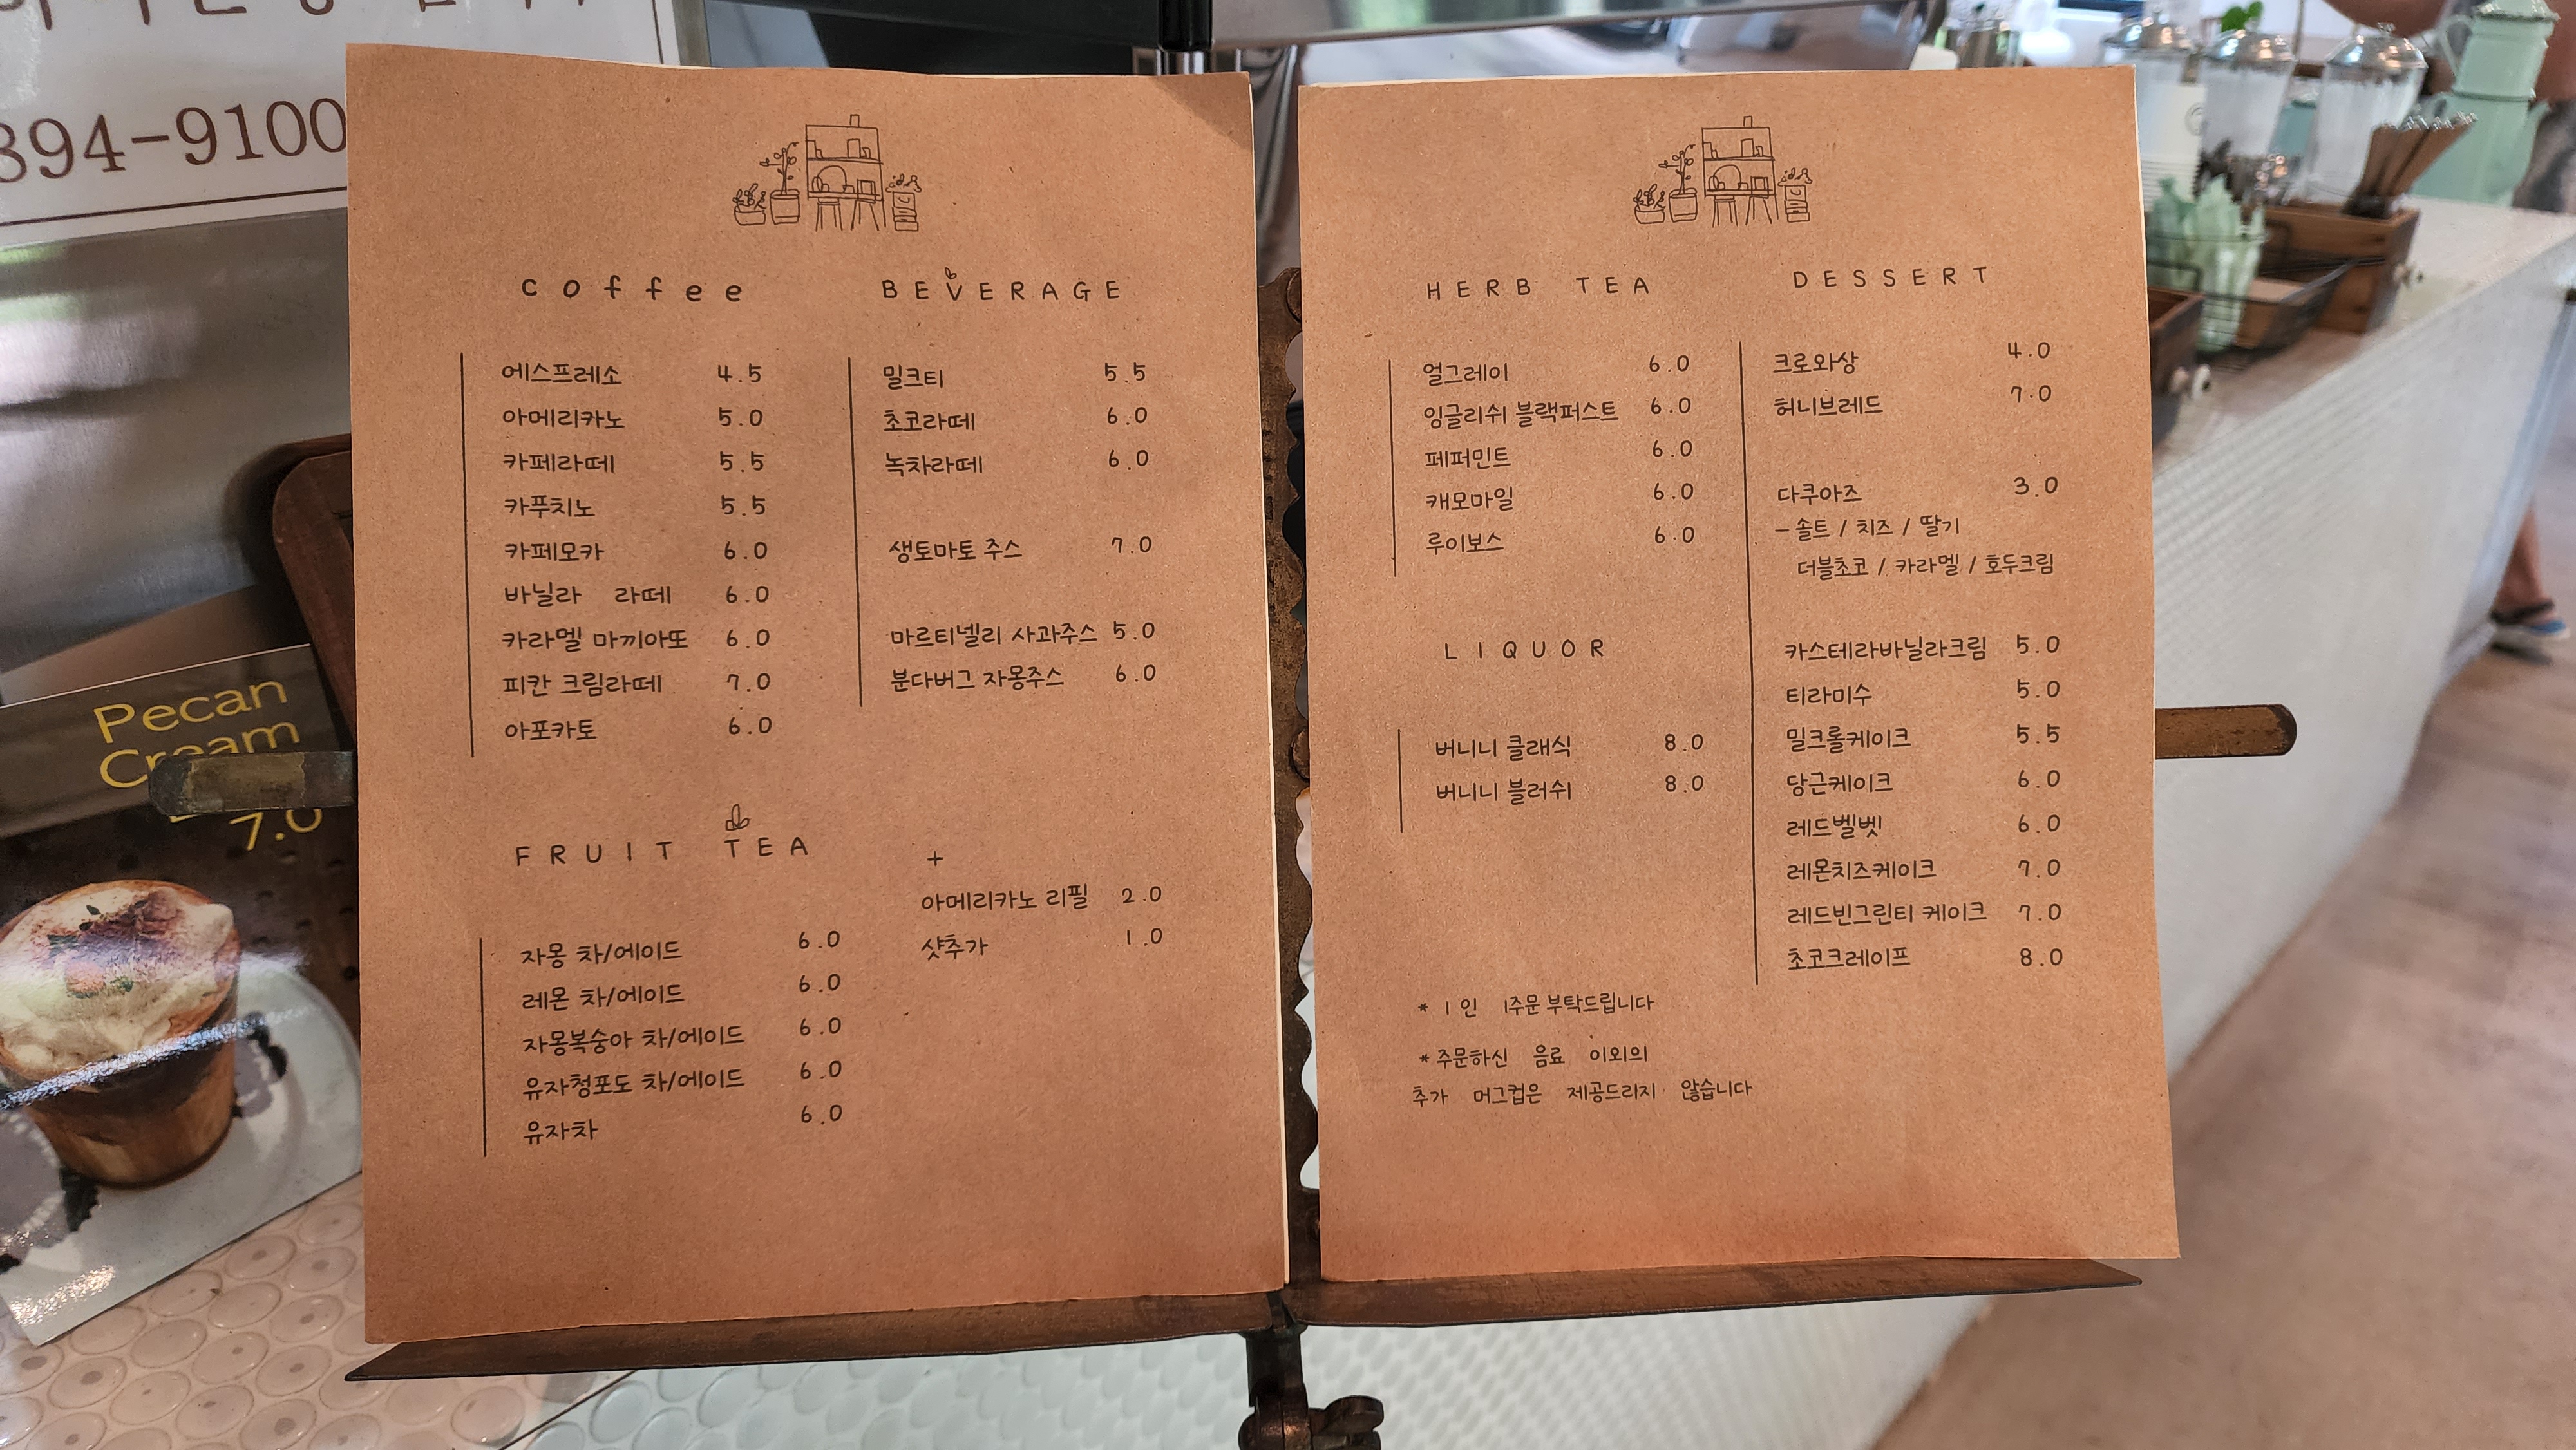 894-9100
Pecan
Cream
7.0
coffee
에스프레소 4.5
아메리카노 5.0
카페라떼 5.5
카푸치노 5.5
카페모카 6.0
바닐라 라떼 6.0
카라멜 마끼아또 6.0
피칸 크림라떼 7.0
아포카토 6.0
FRUIT TEA
자몽 차/에이드 6.0
레몬 차/에이드 6.0
자몽복숭아 차/에이드 6.0
유자청포도 차/에이드 6.0
유자차 6.0
BEVERAGE
밀크티 5.5
초코라떼 6.0
녹차라떼 6.0
생토마토 주스 7.0
마르티넬리 사과주스 5.0
분다버그 자몽주스 6.0
+
아메리카노 리필 2.0
샷추가 1.0
HERB TEA
얼그레이 6.0
잉글리쉬 블랙퍼스트 6.0
페퍼민트 6.0
캐모마일 6.0
루이보스 6.0
LIQUOR
버니니 클래식 8.0
버니니 블러쉬 8.0
DESSERT
크로와상 4.0
허니브레드 7.0
다쿠아즈 3.0
- 솔트 / 치즈 / 딸기
더블초코 / 카라멜 / 호두크림
카스테라바닐라크림 5.0
티라미수 5.0
밀크롤케이크 5.5
당근케이크 6.0
레드벨벳 6.0
레몬치즈케이크 7.0
레드빈그린티 케이크 7.0
초코크레이프 8.0
* 1인 1주문 부탁드립니다
* 주문하신 음료 이외의
추가 머그컵은 제공드리지 않습니다